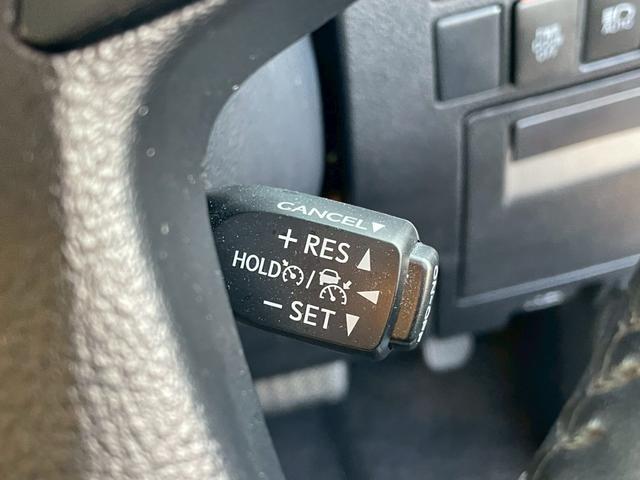 CANCEL▼
+ RES ▲
HOLD / ◀
− SET ▼